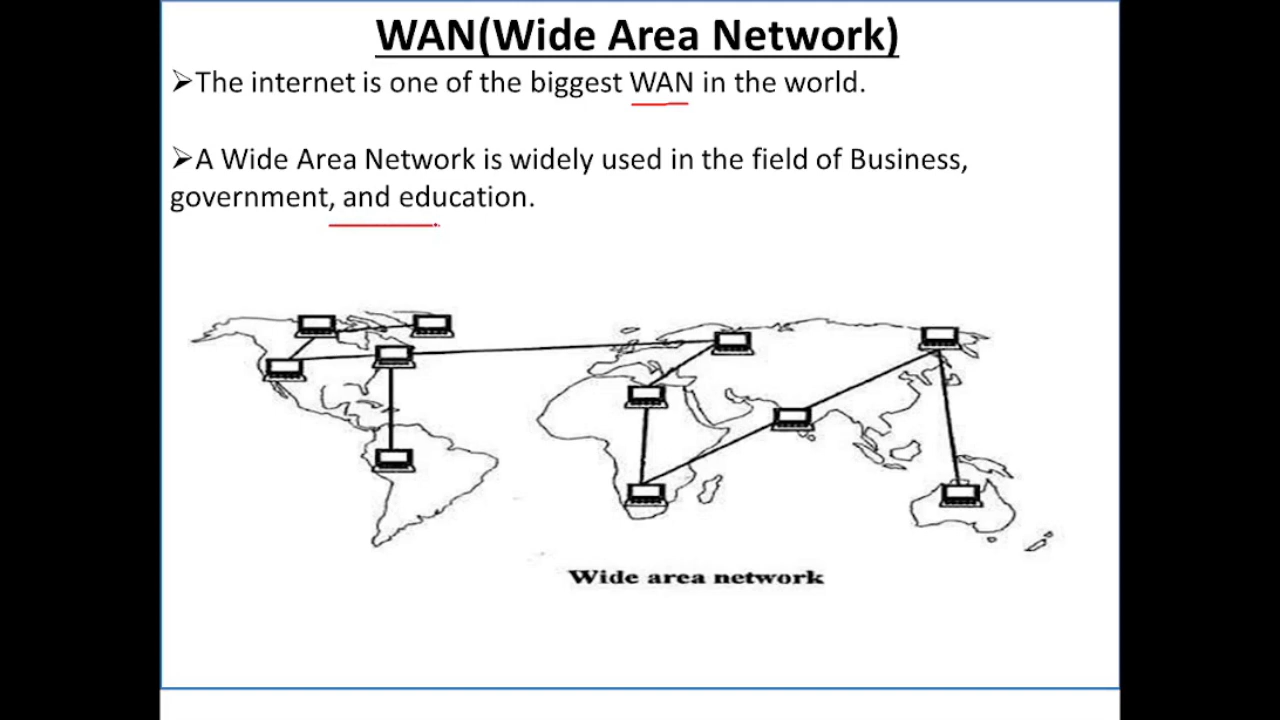 WAN(Wide Area Network)
➢The internet is one of the biggest WAN in the world.
➢A Wide Area Network is widely used in the field of Business,
government, and education.
Wide area network